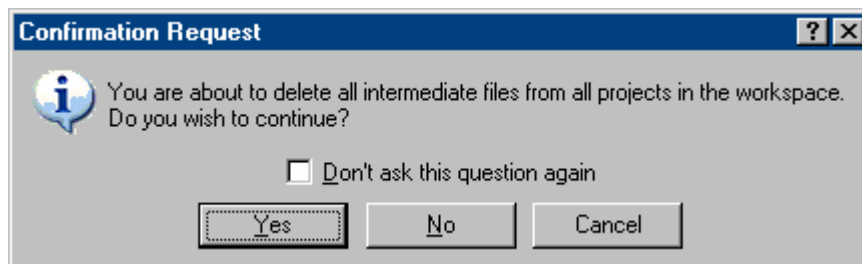 Confirmation Request
You are about to delete all intermediate files from all projects in the workspace.
Do you wish to continue?
Don't ask this question again
Yes No Cancel